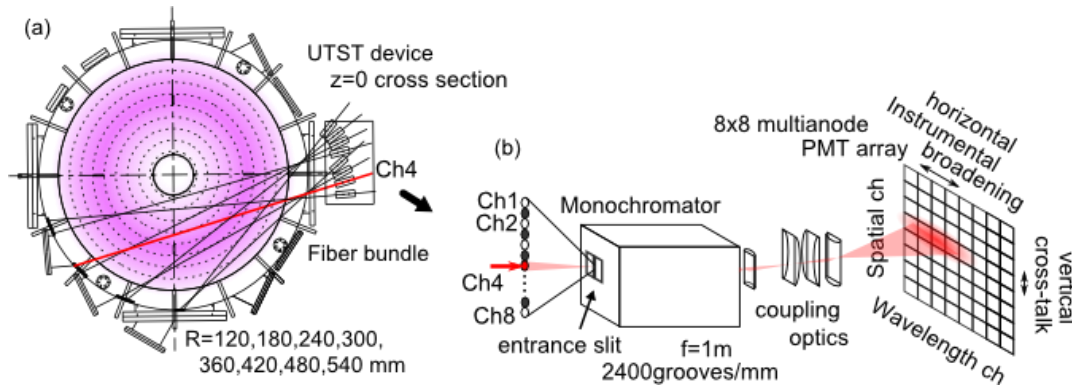 (a)
UTST device
z=0 cross section
Ch4
Fiber bundle
R=120,180,240,300,
360,420,480,540 mm
(b)
8x8 multianode
PMT array
horizontal
Instrumental
broadening
Ch1
Ch2
Ch4
Ch8
Monochromator
entrance slit
f=1m
2400grooves/mm
coupling
optics
Spatial ch
Wavelength ch
vertical
cross-talk